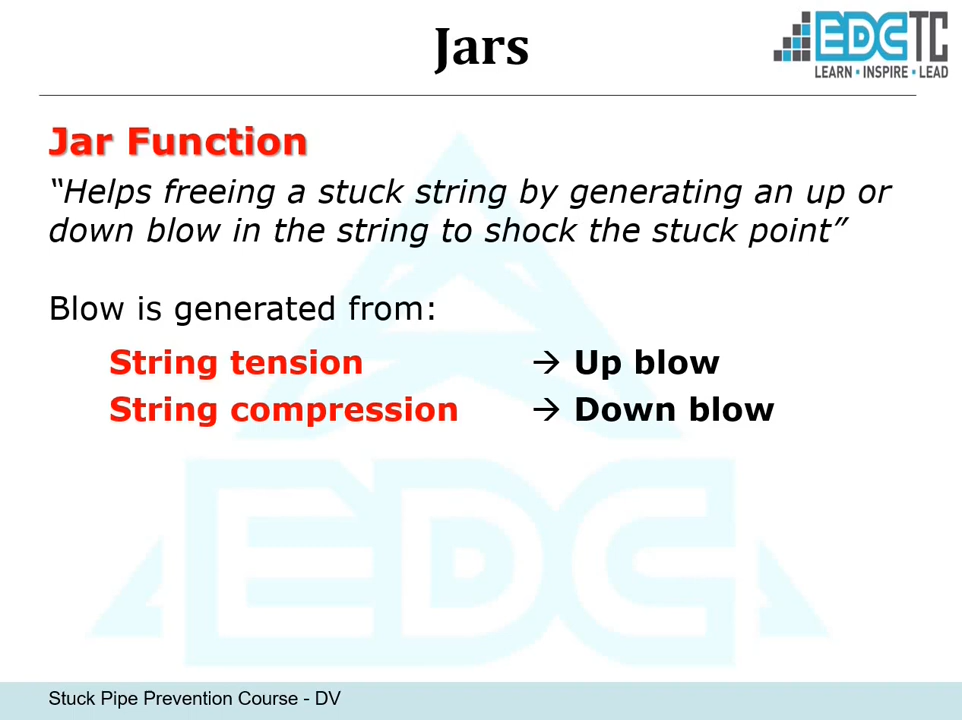 Jars
EDC TC
LEARN • INSPIRE • LEAD
Jar Function
“Helps freeing a stuck string by generating an up or
down blow in the string to shock the stuck point”
Blow is generated from:
String tension → Up blow
String compression → Down blow
EDC
Stuck Pipe Prevention Course - DV